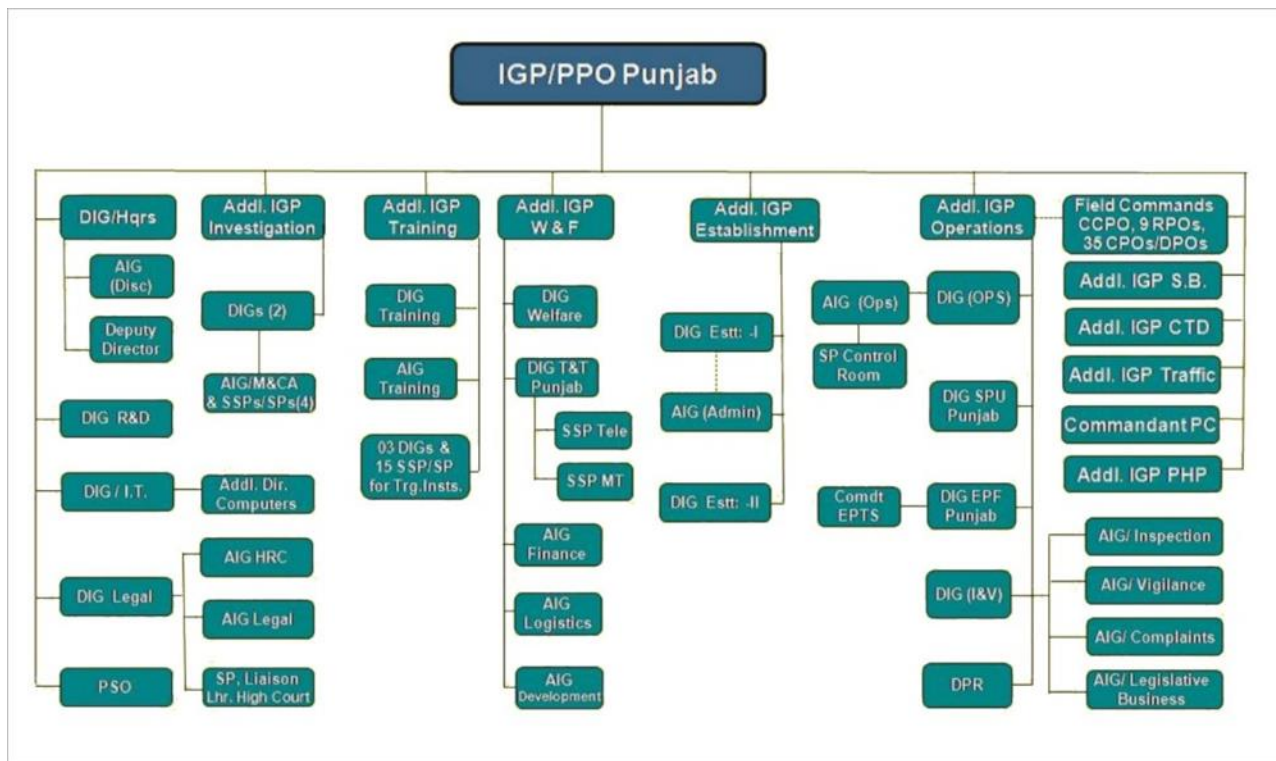 IGP/PPO Punjab
DIG/Hqrs
AIG
(Disc)
Deputy
Director
DIG R&D
DIG / I.T.
Addl. Dir.
Computers
DIG Legal
AIG HRC
AIG Legal
SP, Liaison
Lhr. High Court
PSO
Addl. IGP
Investigation
DIGs (2)
AIG/M&CA
& SSPs/SPs(4)
Addl. IGP
Training
DIG
Training
AIG
Training
03 DIGs &
15 SSP/SP
for Trg.Insts.
Addl. IGP
W & F
DIG
Welfare
DIG T&T
Punjab
SSP Tele
SSP MT
AIG
Finance
AIG
Logistics
AIG
Development
Addl. IGP
Establishment
DIG Estt: -I
AIG (Admin)
DIG Estt: -II
Addl. IGP
Operations
DIG (OPS)
AIG (Ops)
SP Control
Room
DIG SPU
Punjab
DIG EPF
Punjab
Comdt
EPTS
DIG (I&V)
AIG/ Inspection
AIG/ Vigilance
AIG/ Complaints
AIG/ Legislative
Business
DPR
Field Commands
CCPO, 9 RPOs,
35 CPOs/DPOs
Addl. IGP S.B.
Addl. IGP CTD
Addl. IGP Traffic
Commandant PC
Addl. IGP PHP